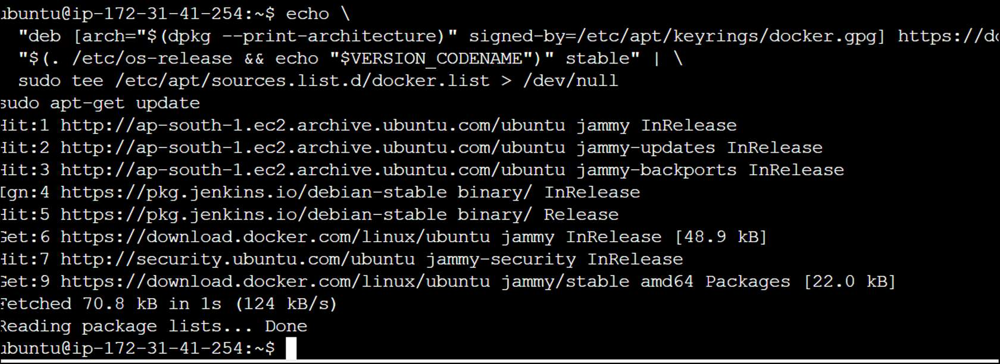 ubuntu@ip-172-31-41-254:~$ echo \
  "deb [arch="$(dpkg --print-architecture)" signed-by=/etc/apt/keyrings/docker.gpg] https://do
  "$(. /etc/os-release && echo "$VERSION_CODENAME")" stable" | \
  sudo tee /etc/apt/sources.list.d/docker.list > /dev/null
sudo apt-get update
Hit:1 http://ap-south-1.ec2.archive.ubuntu.com/ubuntu jammy InRelease
Hit:2 http://ap-south-1.ec2.archive.ubuntu.com/ubuntu jammy-updates InRelease
Hit:3 http://ap-south-1.ec2.archive.ubuntu.com/ubuntu jammy-backports InRelease
Ign:4 https://pkg.jenkins.io/debian-stable binary/ InRelease
Hit:5 https://pkg.jenkins.io/debian-stable binary/ Release
Get:6 https://download.docker.com/linux/ubuntu jammy InRelease [48.9 kB]
Hit:7 http://security.ubuntu.com/ubuntu jammy-security InRelease
Get:9 https://download.docker.com/linux/ubuntu jammy/stable amd64 Packages [22.0 kB]
Fetched 70.8 kB in 1s (124 kB/s)
Reading package lists... Done
ubuntu@ip-172-31-41-254:~$